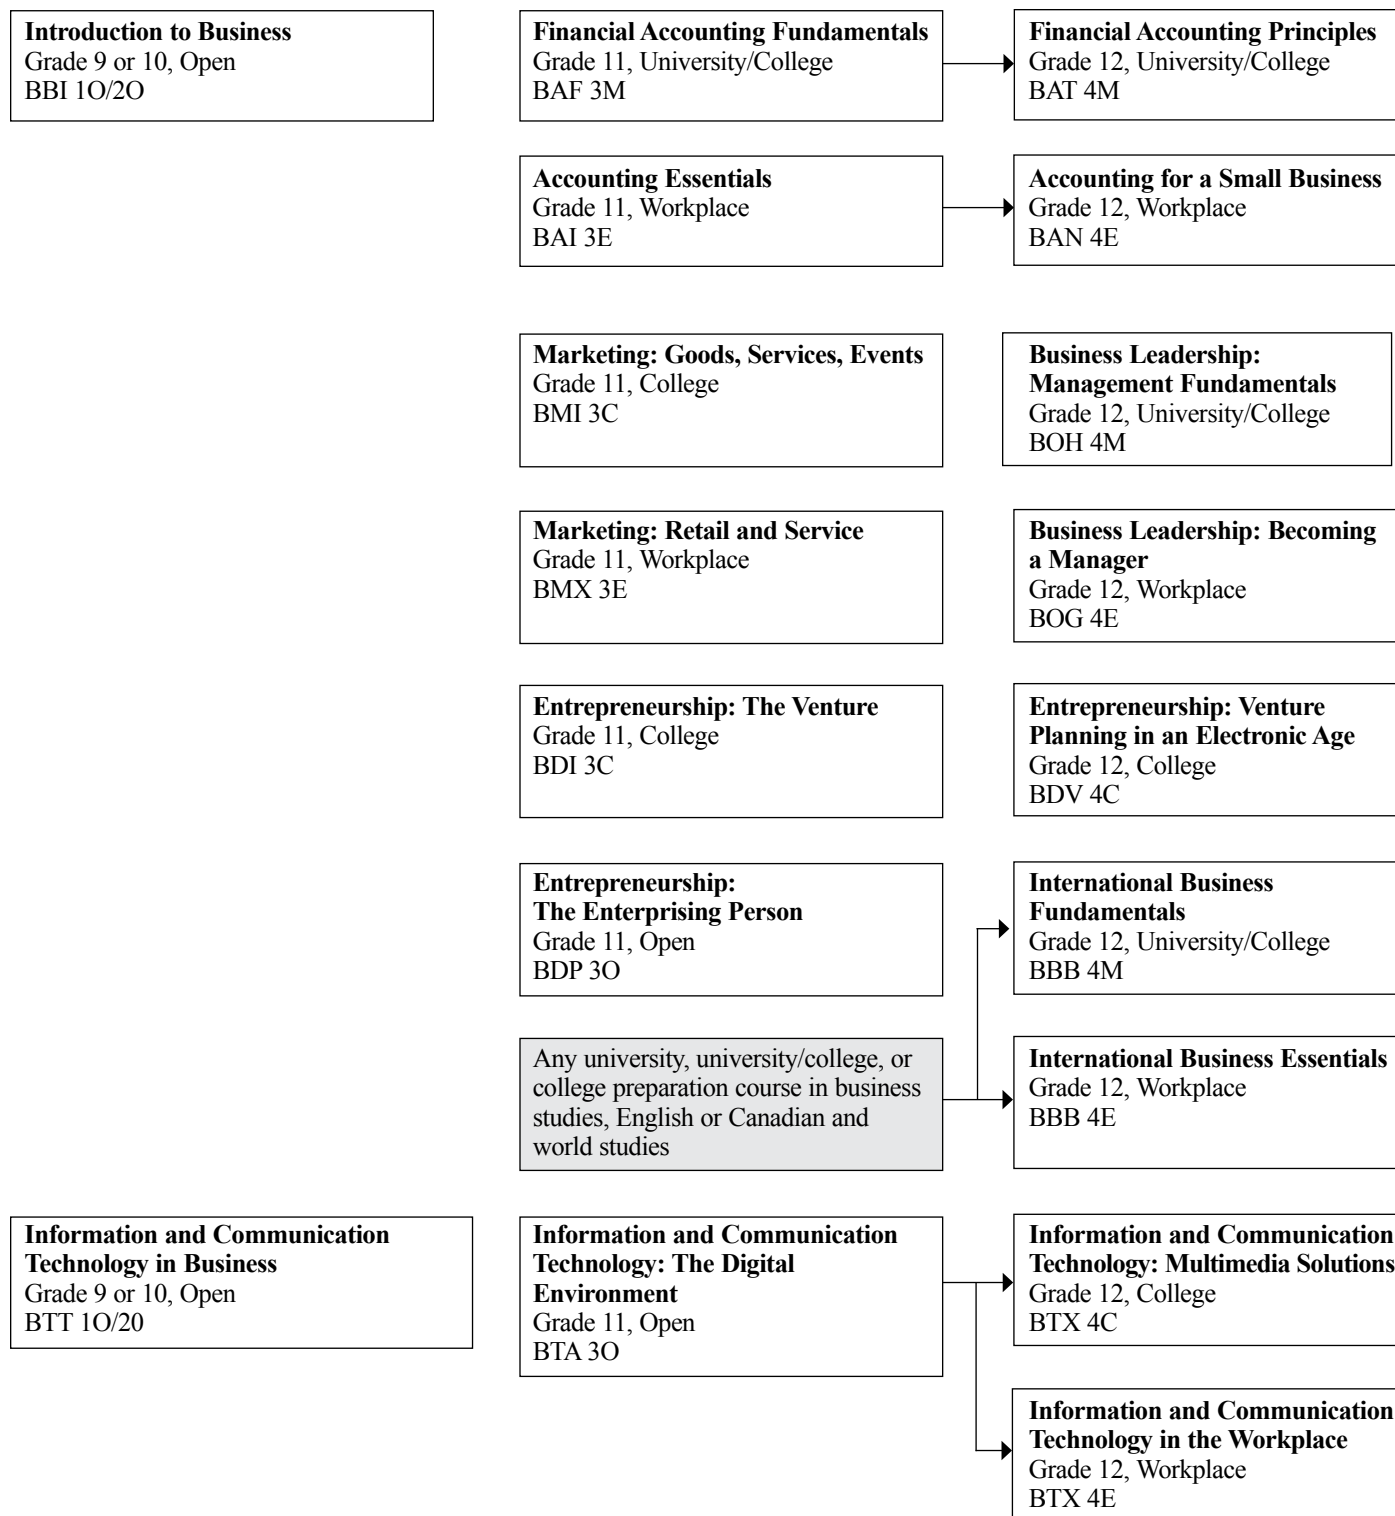 Introduction to Business
Grade 9 or 10, Open
BBI 1O/2O
Financial Accounting Fundamentals
Grade 11, University/College
BAF 3M
Financial Accounting Principles
Grade 12, University/College
BAT 4M
Accounting Essentials
Grade 11, Workplace
BAI 3E
Accounting for a Small Business
Grade 12, Workplace
BAN 4E
Marketing: Goods, Services, Events
Grade 11, College
BMI 3C
Business Leadership:
Management Fundamentals
Grade 12, University/College
BOH 4M
Marketing: Retail and Service
Grade 11, Workplace
BMX 3E
Business Leadership: Becoming
a Manager
Grade 12, Workplace
BOG 4E
Entrepreneurship: The Venture
Grade 11, College
BDI 3C
Entrepreneurship: Venture
Planning in an Electronic Age
Grade 12, College
BDV 4C
Entrepreneurship:
The Enterprising Person
Grade 11, Open
BDP 3O
International Business
Fundamentals
Grade 12, University/College
BBB 4M
Any university, university/college, or
college preparation course in business
studies, English or Canadian and
world studies
International Business Essentials
Grade 12, Workplace
BBB 4E
Information and Communication
Technology in Business
Grade 9 or 10, Open
BTT 1O/20
Information and Communication
Technology: The Digital
Environment
Grade 11, Open
BTA 3O
Information and Communication
Technology: Multimedia Solutions
Grade 12, College
BTX 4C
Information and Communication
Technology in the Workplace
Grade 12, Workplace
BTX 4E